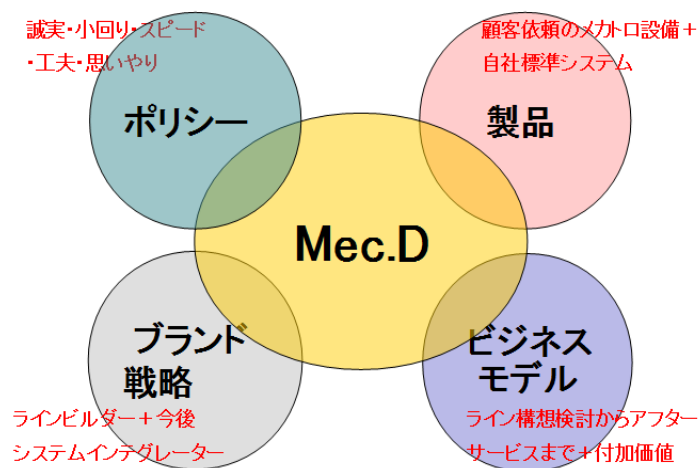 誠実・小回り・スピード
・工夫・思いやり
ポリシー
顧客依頼のメカトロ設備＋
自社標準システム
製品
Mec.D
ブランド
戦略
ラインビルダー＋今後
システムインテグレーター
ビジネス
モデル
ライン構想検討からアフター
サービスまで＋付加価値